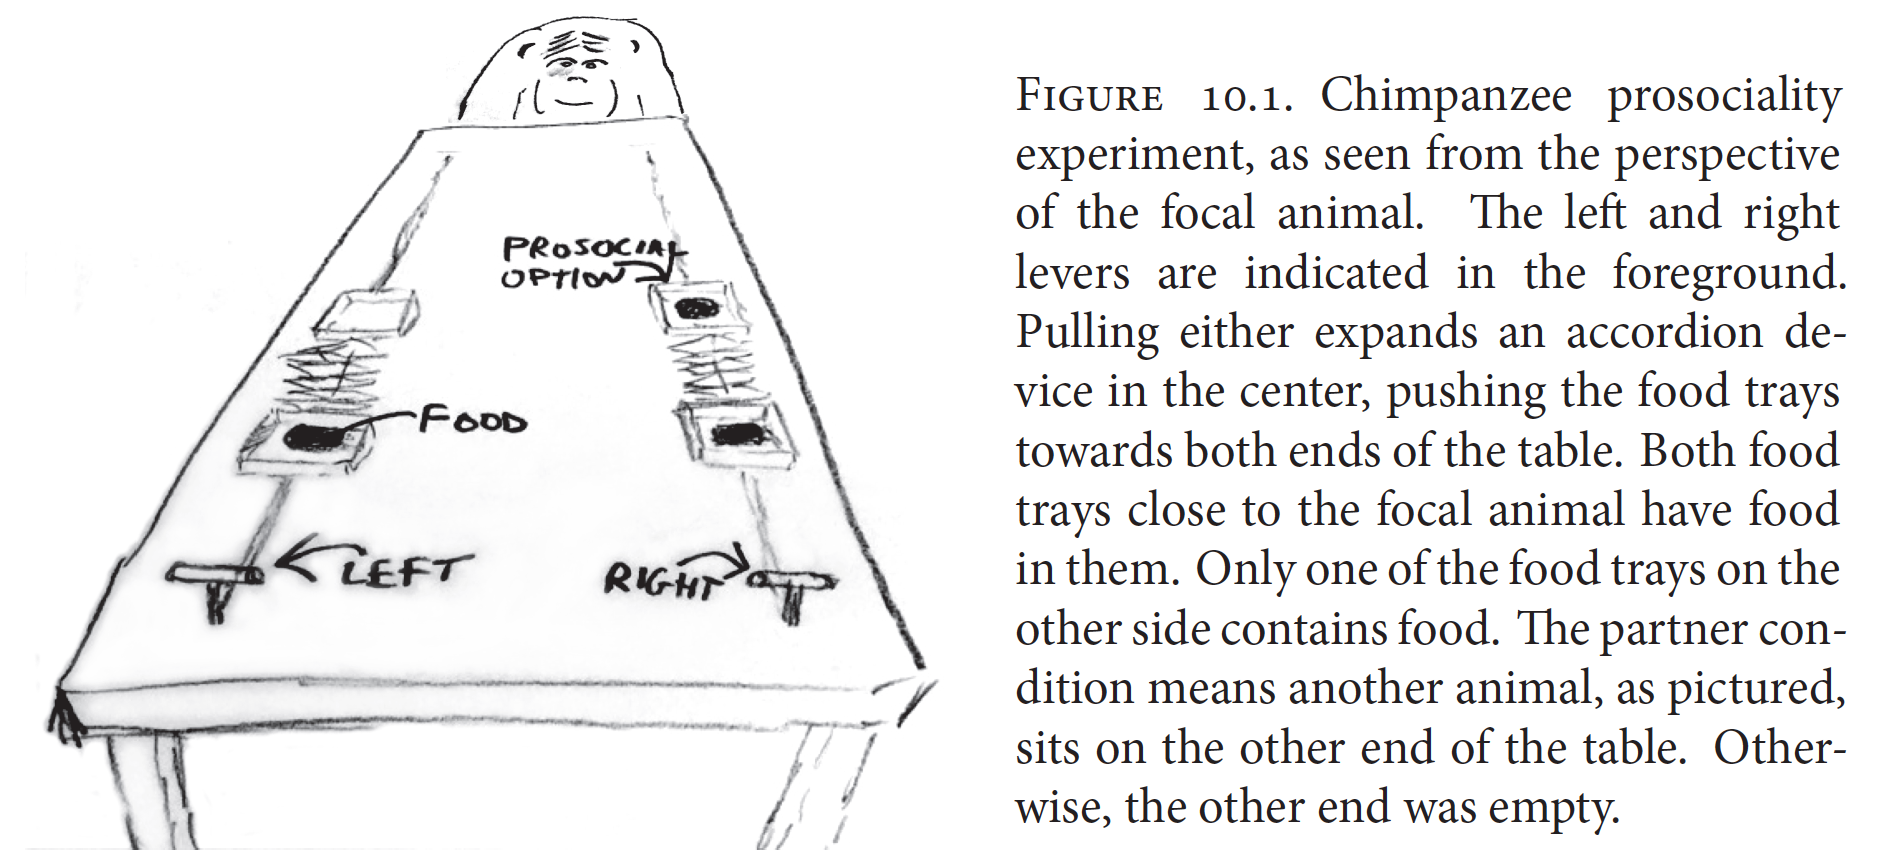 PROSOCIAL
OPTION
FOOD
LEFT
RIGHT
FIGURE 10.1. Chimpanzee prosociality
experiment, as seen from the perspective
of the focal animal. The left and right
levers are indicated in the foreground.
Pulling either expands an accordion de-
vice in the center, pushing the food trays
towards both ends of the table. Both food
trays close to the focal animal have food
in them. Only one of the food trays on the
other side contains food. The partner con-
dition means another animal, as pictured,
sits on the other end of the table. Other-
wise, the other end was empty.